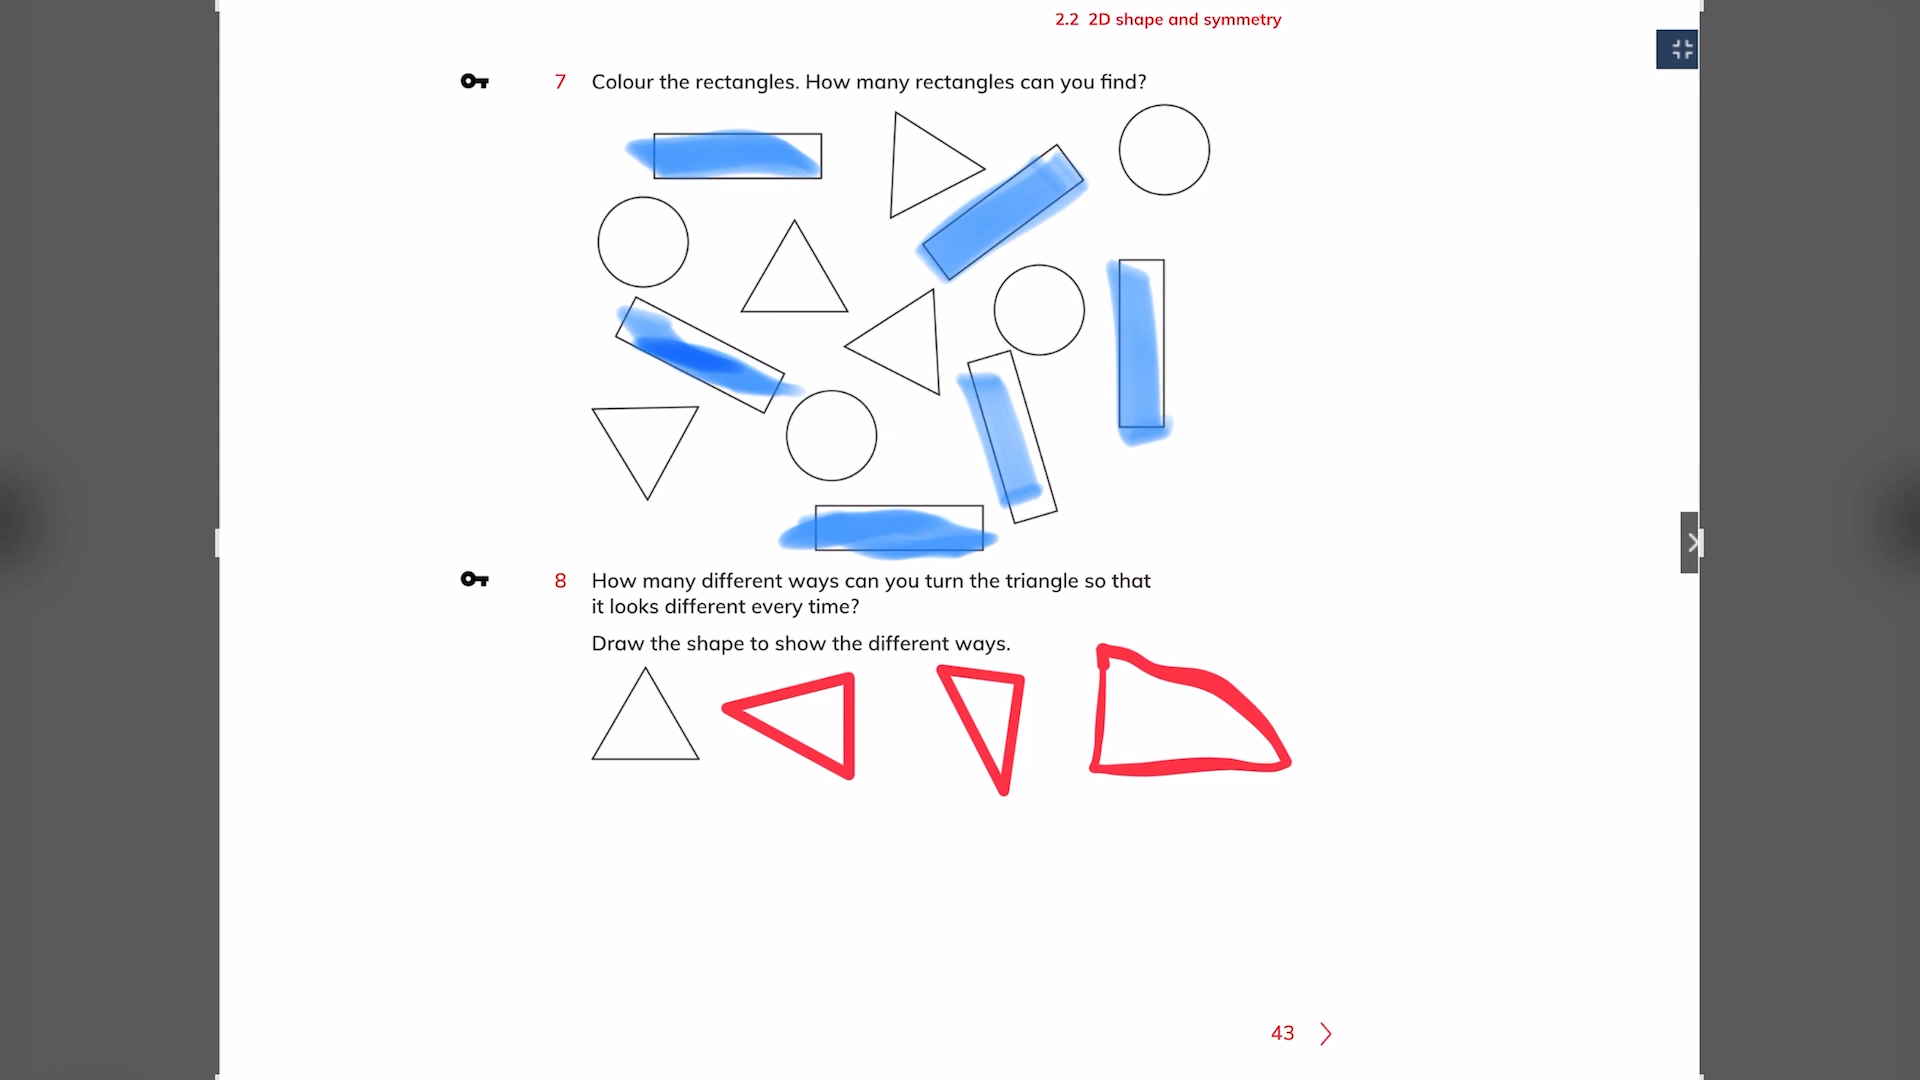 2.2 2D shape and symmetry
7 Colour the rectangles. How many rectangles can you find?
8 How many different ways can you turn the triangle so that
it looks different every time?
Draw the shape to show the different ways.
43